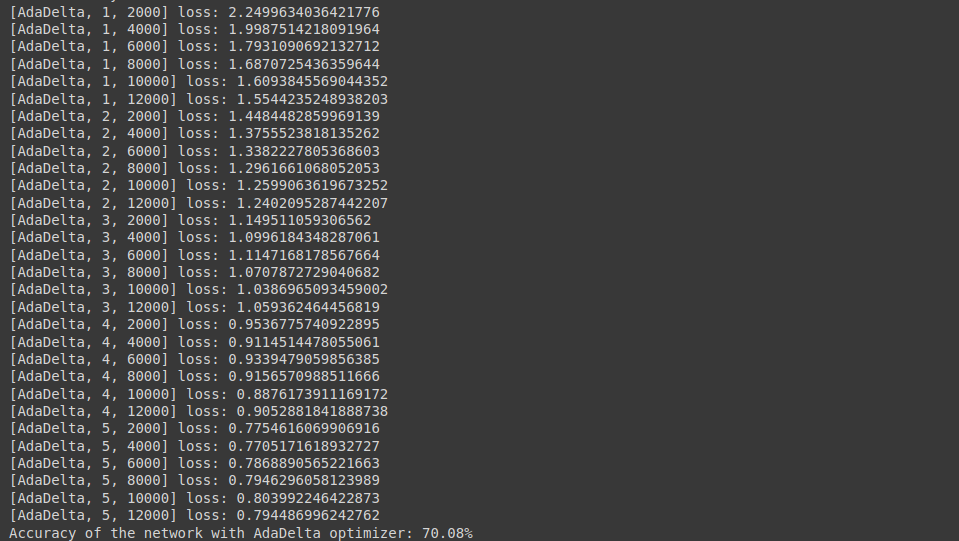 [AdaDelta, 1, 2000] loss: 2.2499634036421776
[AdaDelta, 1, 4000] loss: 1.9987514218091964
[AdaDelta, 1, 6000] loss: 1.7931090692132712
[AdaDelta, 1, 8000] loss: 1.6870725436359644
[AdaDelta, 1, 10000] loss: 1.6093845569044352
[AdaDelta, 1, 12000] loss: 1.5544235248938203
[AdaDelta, 2, 2000] loss: 1.4484482859969139
[AdaDelta, 2, 4000] loss: 1.3755523818135262
[AdaDelta, 2, 6000] loss: 1.3382227805368603
[AdaDelta, 2, 8000] loss: 1.2961661068052053
[AdaDelta, 2, 10000] loss: 1.2599063619673252
[AdaDelta, 2, 12000] loss: 1.2402095287442207
[AdaDelta, 3, 2000] loss: 1.149511059306562
[AdaDelta, 3, 4000] loss: 1.0996184348287061
[AdaDelta, 3, 6000] loss: 1.1147168178567664
[AdaDelta, 3, 8000] loss: 1.0707872729040682
[AdaDelta, 3, 10000] loss: 1.0386965093459002
[AdaDelta, 3, 12000] loss: 1.059362464456819
[AdaDelta, 4, 2000] loss: 0.9536775740922895
[AdaDelta, 4, 4000] loss: 0.9114514478055061
[AdaDelta, 4, 6000] loss: 0.9339479059856385
[AdaDelta, 4, 8000] loss: 0.9156570988511666
[AdaDelta, 4, 10000] loss: 0.8876173911169172
[AdaDelta, 4, 12000] loss: 0.9052881841888738
[AdaDelta, 5, 2000] loss: 0.7754616069906916
[AdaDelta, 5, 4000] loss: 0.7705171618932727
[AdaDelta, 5, 6000] loss: 0.7868890565221663
[AdaDelta, 5, 8000] loss: 0.7946296058123989
[AdaDelta, 5, 10000] loss: 0.803992246422873
[AdaDelta, 5, 12000] loss: 0.794486996242762
Accuracy of the network with AdaDelta optimizer: 70.08%